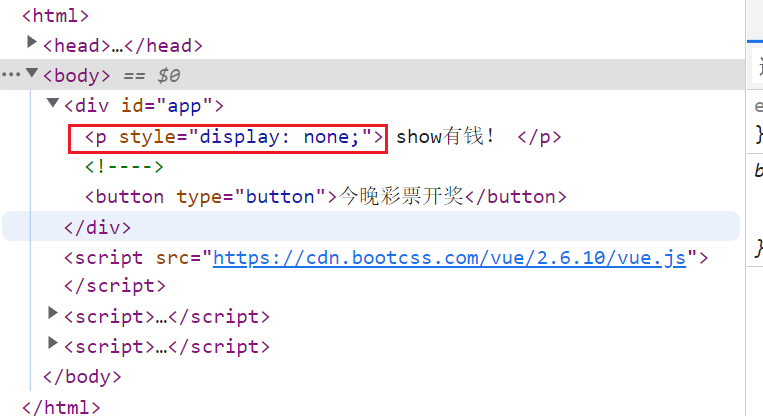 <html>
<head>…</head>
<body> == $0
<div id="app">
<p style="display: none;"> show有钱！ </p>
<!---->
<button type="button">今晚彩票开奖</button>
</div>
<script src="https://cdn.bootcss.com/vue/2.6.10/vue.js">
</script>
<script>…</script>
<script>…</script>
</body>
</html>
e
}
b
}